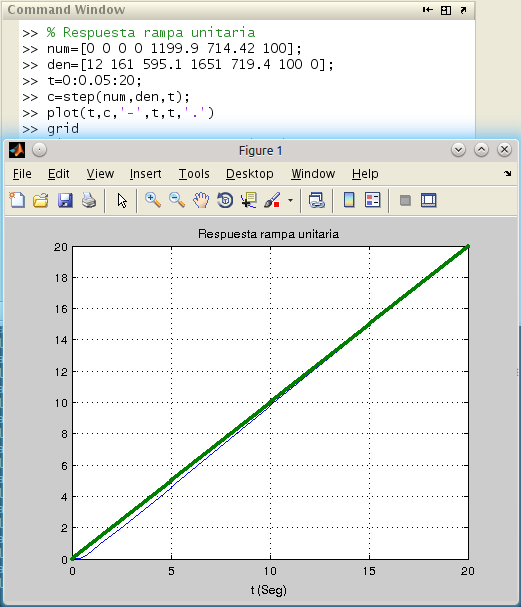 Command Window
>> % Respuesta rampa unitaria
>> num=[0 0 0 0 1199.9 714.42 100];
>> den=[12 161 595.1 1651 719.4 100 0];
>> t=0:0.05:20;
>> c=step(num,den,t);
>> plot(t,c,'-',t,t,'.')
>> grid
Figure 1
File Edit View Insert Tools Desktop Window Help
Respuesta rampa unitaria
20
18
16
14
12
10
8
6
4
2
0
0 5 10 15 20
t (Seg)